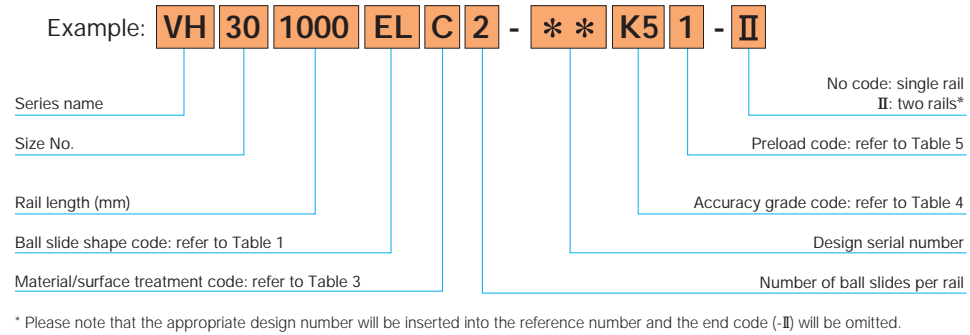 Example: VH 30 1000 EL C 2 - ** K5 1 - Ⅱ
No code: single rail
Series name
Ⅱ: two rails*
Size No.
Preload code: refer to Table 5
Rail length (mm)
Accuracy grade code: refer to Table 4
Ball slide shape code: refer to Table 1
Design serial number
Material/surface treatment code: refer to Table 3
Number of ball slides per rail
* Please note that the appropriate design number will be inserted into the reference number and the end code (-Ⅱ) will be omitted.